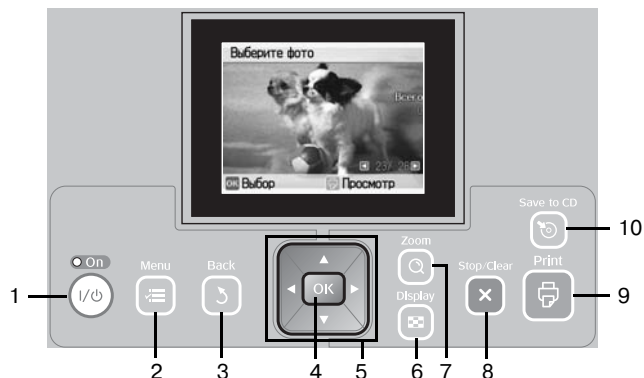 Выберите фото
Всего
23/ 26
OK Выбор
Просмотр
Save to CD
10
On
Menu
Back
Zoom
OK
Display
Stop/Clear
Print
1
2
3
4
5
6
7
8
9